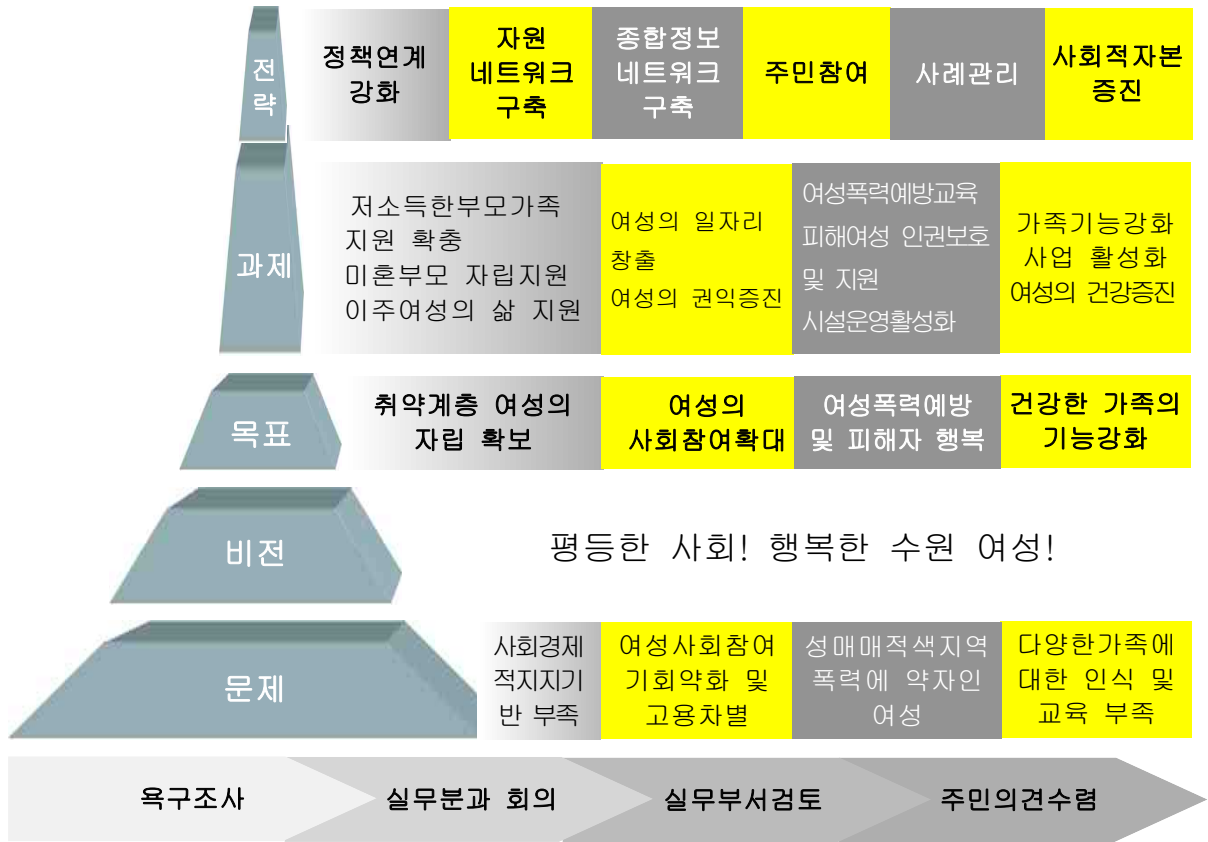 전
략
정책연계
강화
자원
네트워크
구축
종합정보
네트워크
구축
주민참여
사례관리
사회적자본
증진
과제
저소득한부모가족
지원 확충
미혼부모 자립지원
이주여성의 삶 지원
여성의 일자리
창출
여성의 권익증진
여성폭력예방교육
피해여성 인권보호
및 지원
시설운영활성화
가족기능강화
사업 활성화
여성의 건강증진
목표
취약계층 여성의
자립 확보
여성의
사회참여확대
여성폭력예방
및 피해자 행복
건강한 가족의
기능강화
비전
평등한 사회! 행복한 수원 여성!
문제
사회경제
적지지기
반 부족
여성사회참여
기회약화 및
고용차별
성매매적색지역
폭력에 약자인
여성
다양한가족에
대한 인식 및
교육 부족
욕구조사
실무분과 회의
실무부서검토
주민의견수렴